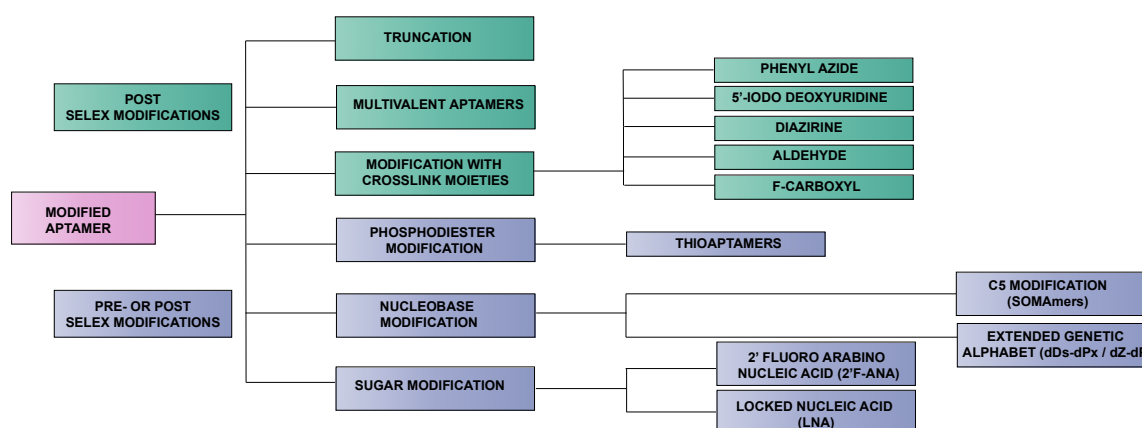 TRUNCATION
POST
SELEX MODIFICATIONS
MULTIVALENT APTAMERS
MODIFICATION WITH
CROSSLINK MOIETIES
PHENYL AZIDE
5'-IODO DEOXYURIDINE
DIAZIRINE
ALDEHYDE
F-CARBOXYL
MODIFIED
APTAMER
PHOSPHODIESTER
MODIFICATION
THIOAPTAMERS
PRE- OR POST
SELEX MODIFICATIONS
NUCLEOBASE
MODIFICATION
C5 MODIFICATION
(SOMAmers)
EXTENDED GENETIC
ALPHABET (dDs-dPx /
SUGAR MODIFICATION
2' FLUORO ARABINO
NUCLEIC ACID (2'F-ANA)
LOCKED NUCLEIC ACID
(LNA)